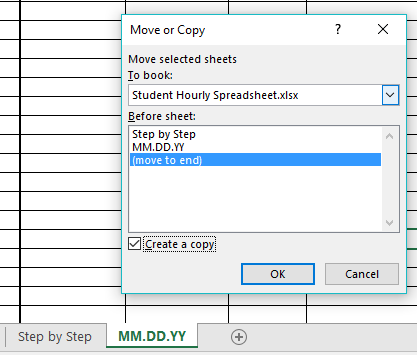 Move or Copy
?
Move selected sheets
To book:
Student Hourly Spreadsheet.xlsx
Before sheet:
Step by Step
MM.DD.YY
(move to end)
Create a copy
OK Cancel
Step by Step MM.DD.YY